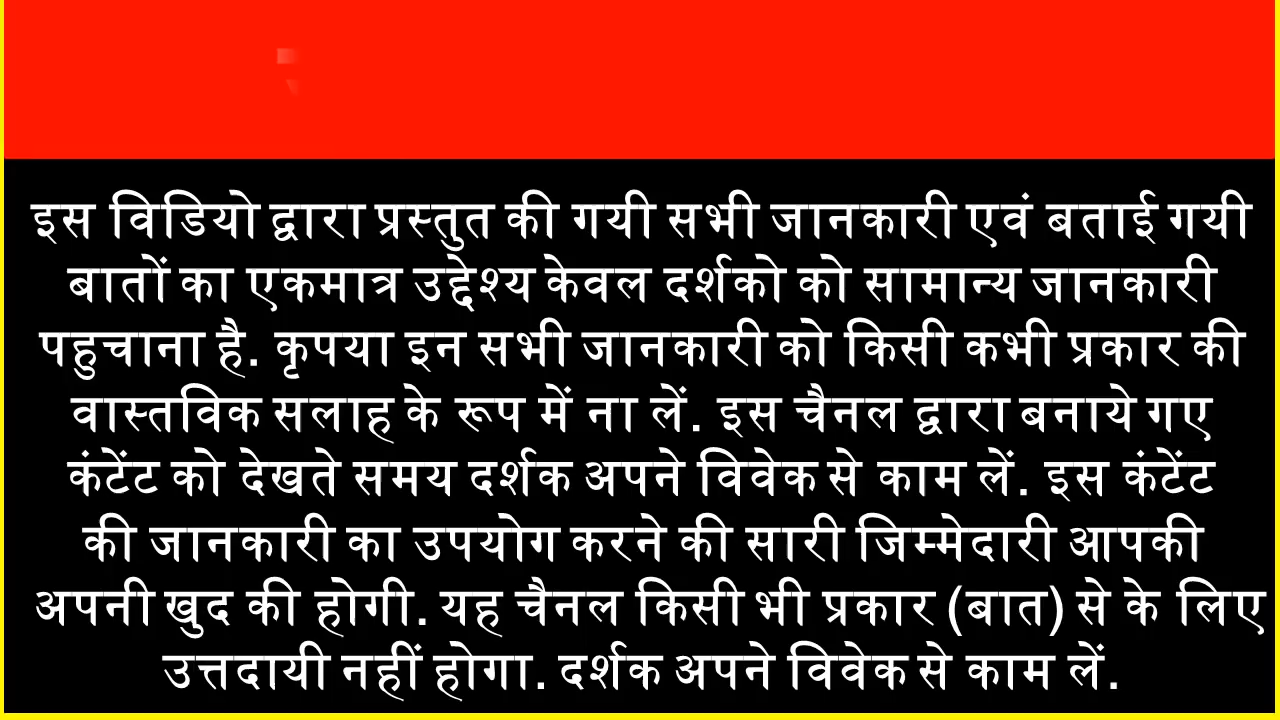 इस विडियो द्वारा प्रस्तुत की गयी सभी जानकारी एवं बताई गयी
बातों का एकमात्र उद्देश्य केवल दर्शको को सामान्य जानकारी
पहुचाना है. कृपया इन सभी जानकारी को किसी कभी प्रकार की
वास्तविक सलाह के रूप में ना लें. इस चैनल द्वारा बनाये गए
कंटेंट को देखते समय दर्शक अपने विवेक से काम लें. इस कंटेंट
की जानकारी का उपयोग करने की सारी जिम्मेदारी आपकी
अपनी खुद की होगी. यह चैनल किसी भी प्रकार (बात) से के लिए
उत्तदायी नहीं होगा. दर्शक अपने विवेक से काम लें.